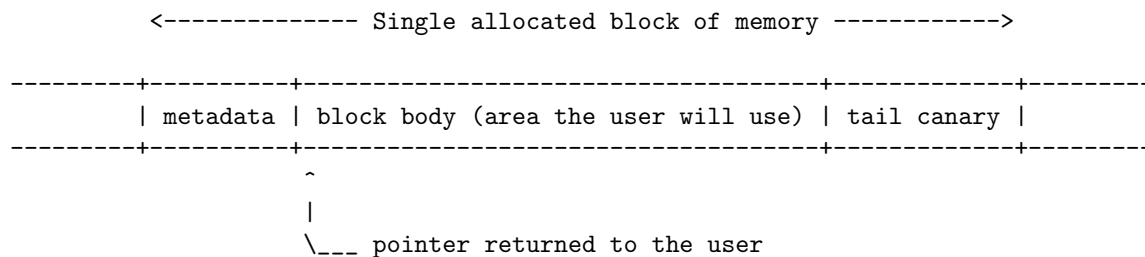 <-------------- Single allocated block of memory ------------>
---------+----------+-------------------------------------+-------------+---------
| metadata | block body (area the user will use) | tail canary |
---------+----------+-------------------------------------+-------------+---------
^
|
\___ pointer returned to the user